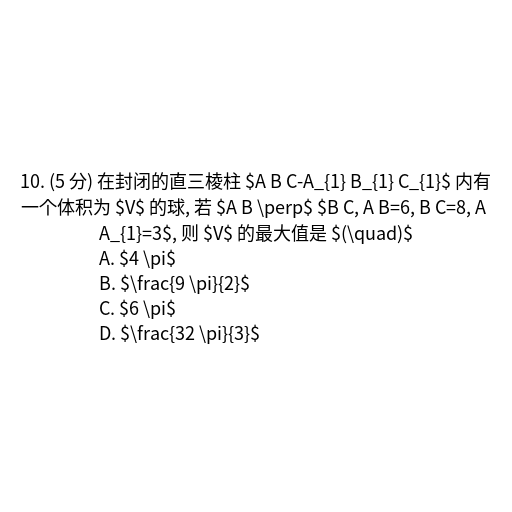 10. (5 分) 在封闭的直三棱柱 $A B C-A_{1} B_{1} C_{1}$ 内有
一个体积为 $V$ 的球, 若 $A B \perp$ $B C, A B=6, B C=8, A
A_{1}=3$, 则 $V$ 的最大值是 $(\quad)$
A. $4 \pi$
B. $\frac{9 \pi}{2}$
C. $6 \pi$
D. $\frac{32 \pi}{3}$